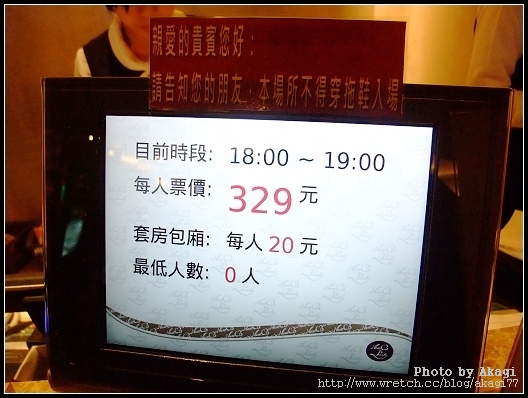 親愛的貴賓您好：
請告知您的朋友，本場所不得穿拖鞋入場
目前時段: 18:00 ~ 19:00
每人票價: 329 元
套房包廂: 每人 20 元
最低人數: 0 人
Photo by Akagi
http://www.wretch.cc/blog/akagi77